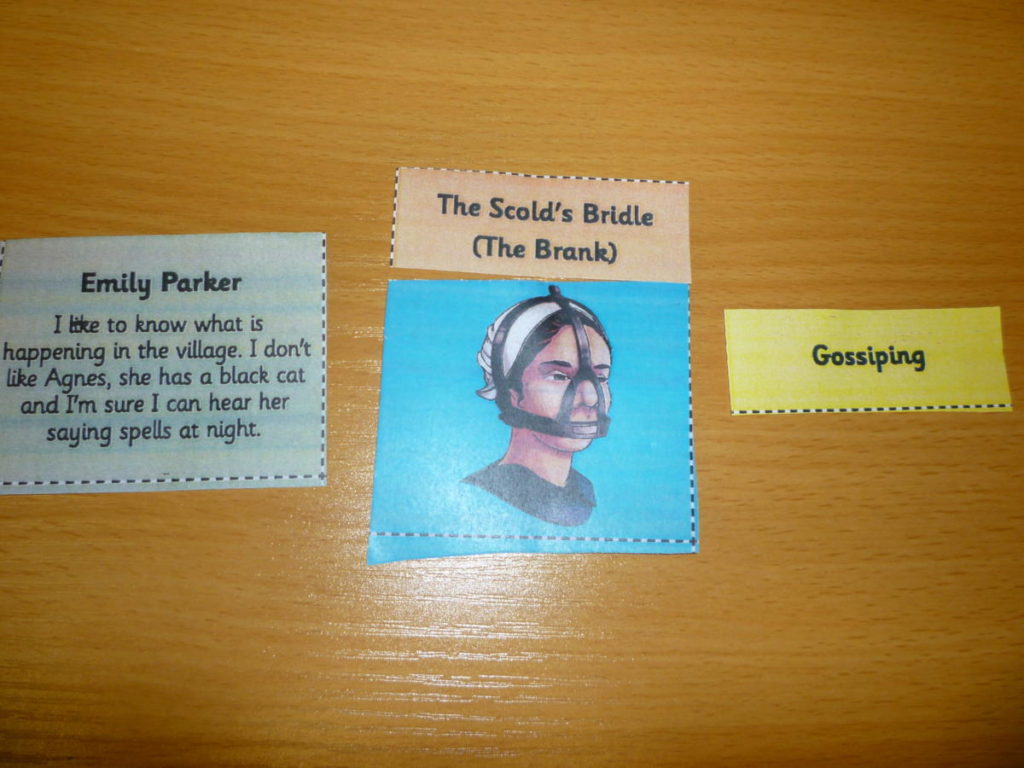 Emily Parker
I like to know what is
happening in the village. I don't
like Agnes, she has a black cat
and I'm sure I can hear her
saying spells at night.
The Scold's Bridle
(The Brank)
Gossiping